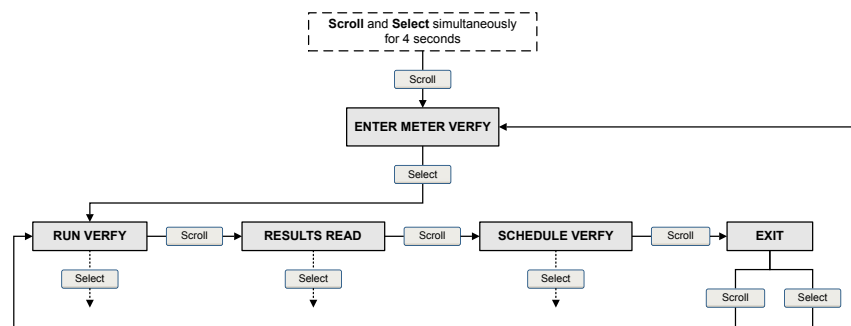 Scroll and Select simultaneously
for 4 seconds
Scroll
ENTER METER VERFY
Select
RUN VERFY
Scroll
RESULTS READ
Scroll
SCHEDULE VERFY
Scroll
EXIT
Select
Select
Select
Scroll
Select